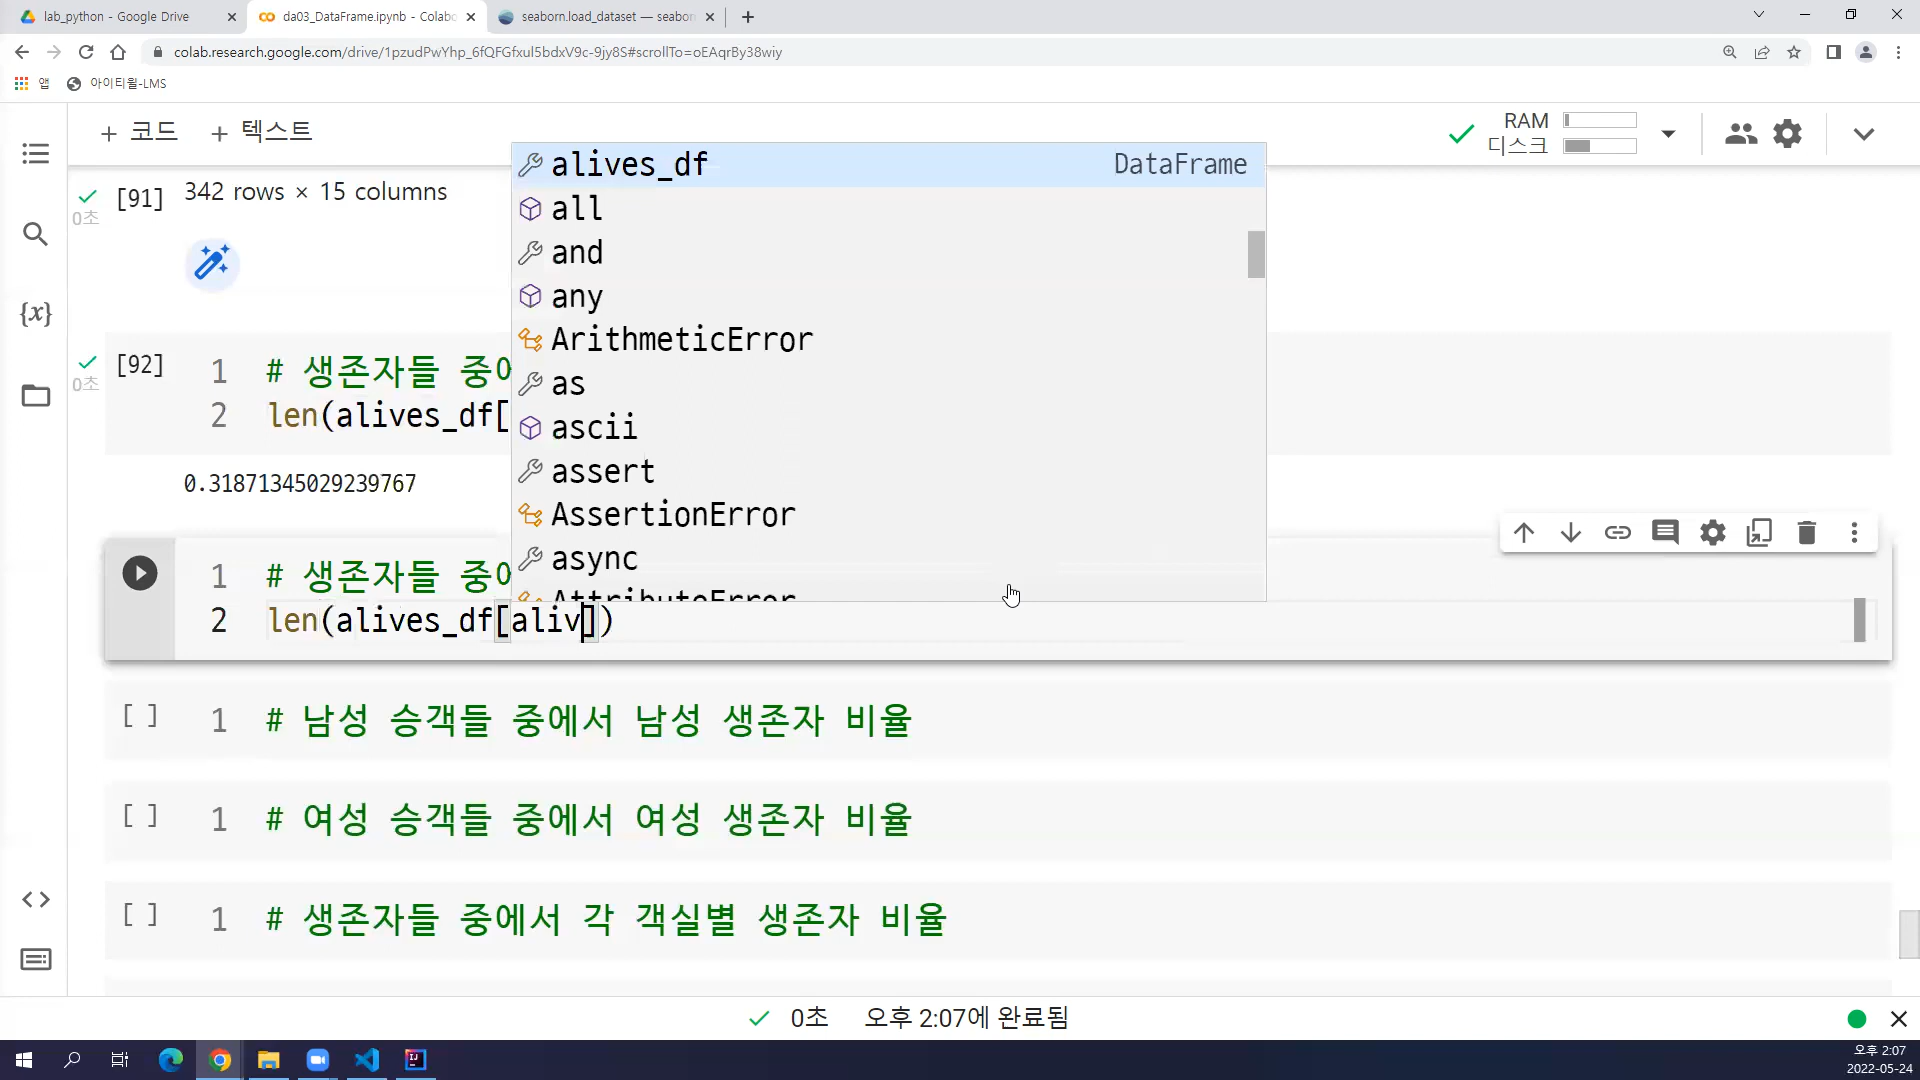 lab_python - Google Drive
da03_DataFrame.ipynb - Colabo
seaborn.load_dataset — seabor
colab.research.google.com/drive/1pzudPwYhp_6fQFGfxul5bdxV9c-9jy8S#scrollTo=oEAqrBy38wiy
앱
아이티윌-LMS
+ 코드
+ 텍스트
RAM
디스크
[91]
0초
342 rows × 15 columns
{x}
alives_df DataFrame
all
and
any
ArithmeticError
as
ascii
assert
AssertionError
async
AttributeError
[92]
0초
1 # 생존자들 중에
2 len(alives_df[
0.31871345029239767
1 # 생존자들 중에
2 len(alives_df[aliv])
[ ] 1 # 남성 승객들 중에서 남성 생존자 비율
[ ] 1 # 여성 승객들 중에서 여성 생존자 비율
[ ] 1 # 생존자들 중에서 각 객실별 생존자 비율
0초 오후 2:07에 완료됨
오후 2:07
2022-05-24